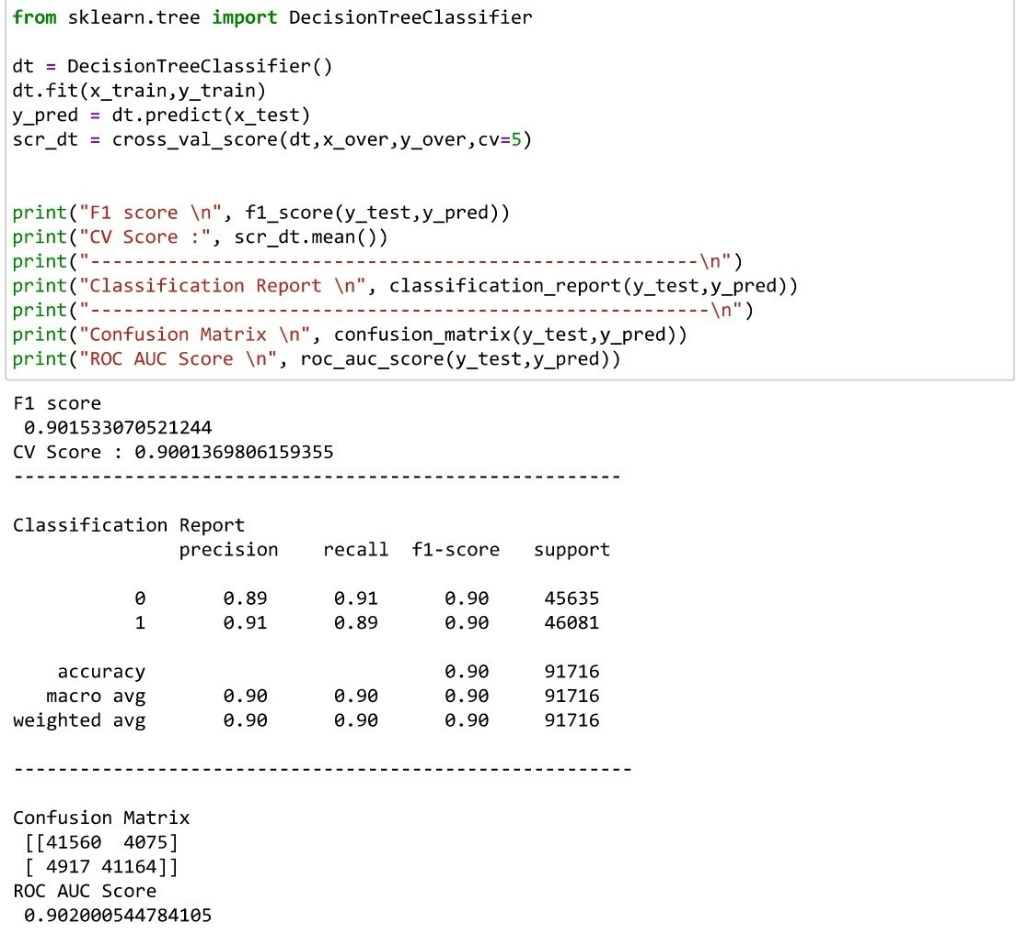 from sklearn.tree import DecisionTreeClassifier
dt = DecisionTreeClassifier()
dt.fit(x_train,y_train)
y_pred = dt.predict(x_test)
scr_dt = cross_val_score(dt,x_over,y_over,cv=5)
print("F1 score \n", f1_score(y_test,y_pred))
print("CV Score :", scr_dt.mean())
print("-------------------------------------------------------\n")
print("Classification Report \n", classification_report(y_test,y_pred))
print("--------------------------------------------------------\n")
print("Confusion Matrix \n", confusion_matrix(y_test,y_pred))
print("ROC AUC Score \n", roc_auc_score(y_test,y_pred))
F1 score
 0.901533070521244
CV Score : 0.9001369806159355
-------------------------------------------------------
Classification Report
               precision    recall  f1-score   support
           0       0.89      0.91      0.90     45635
           1       0.91      0.89      0.90     46081
    accuracy                           0.90     91716
   macro avg       0.90      0.90      0.90     91716
weighted avg       0.90      0.90      0.90     91716
--------------------------------------------------------
Confusion Matrix
 [[41560  4075]
 [ 4917 41164]]
ROC AUC Score
 0.902000544784105